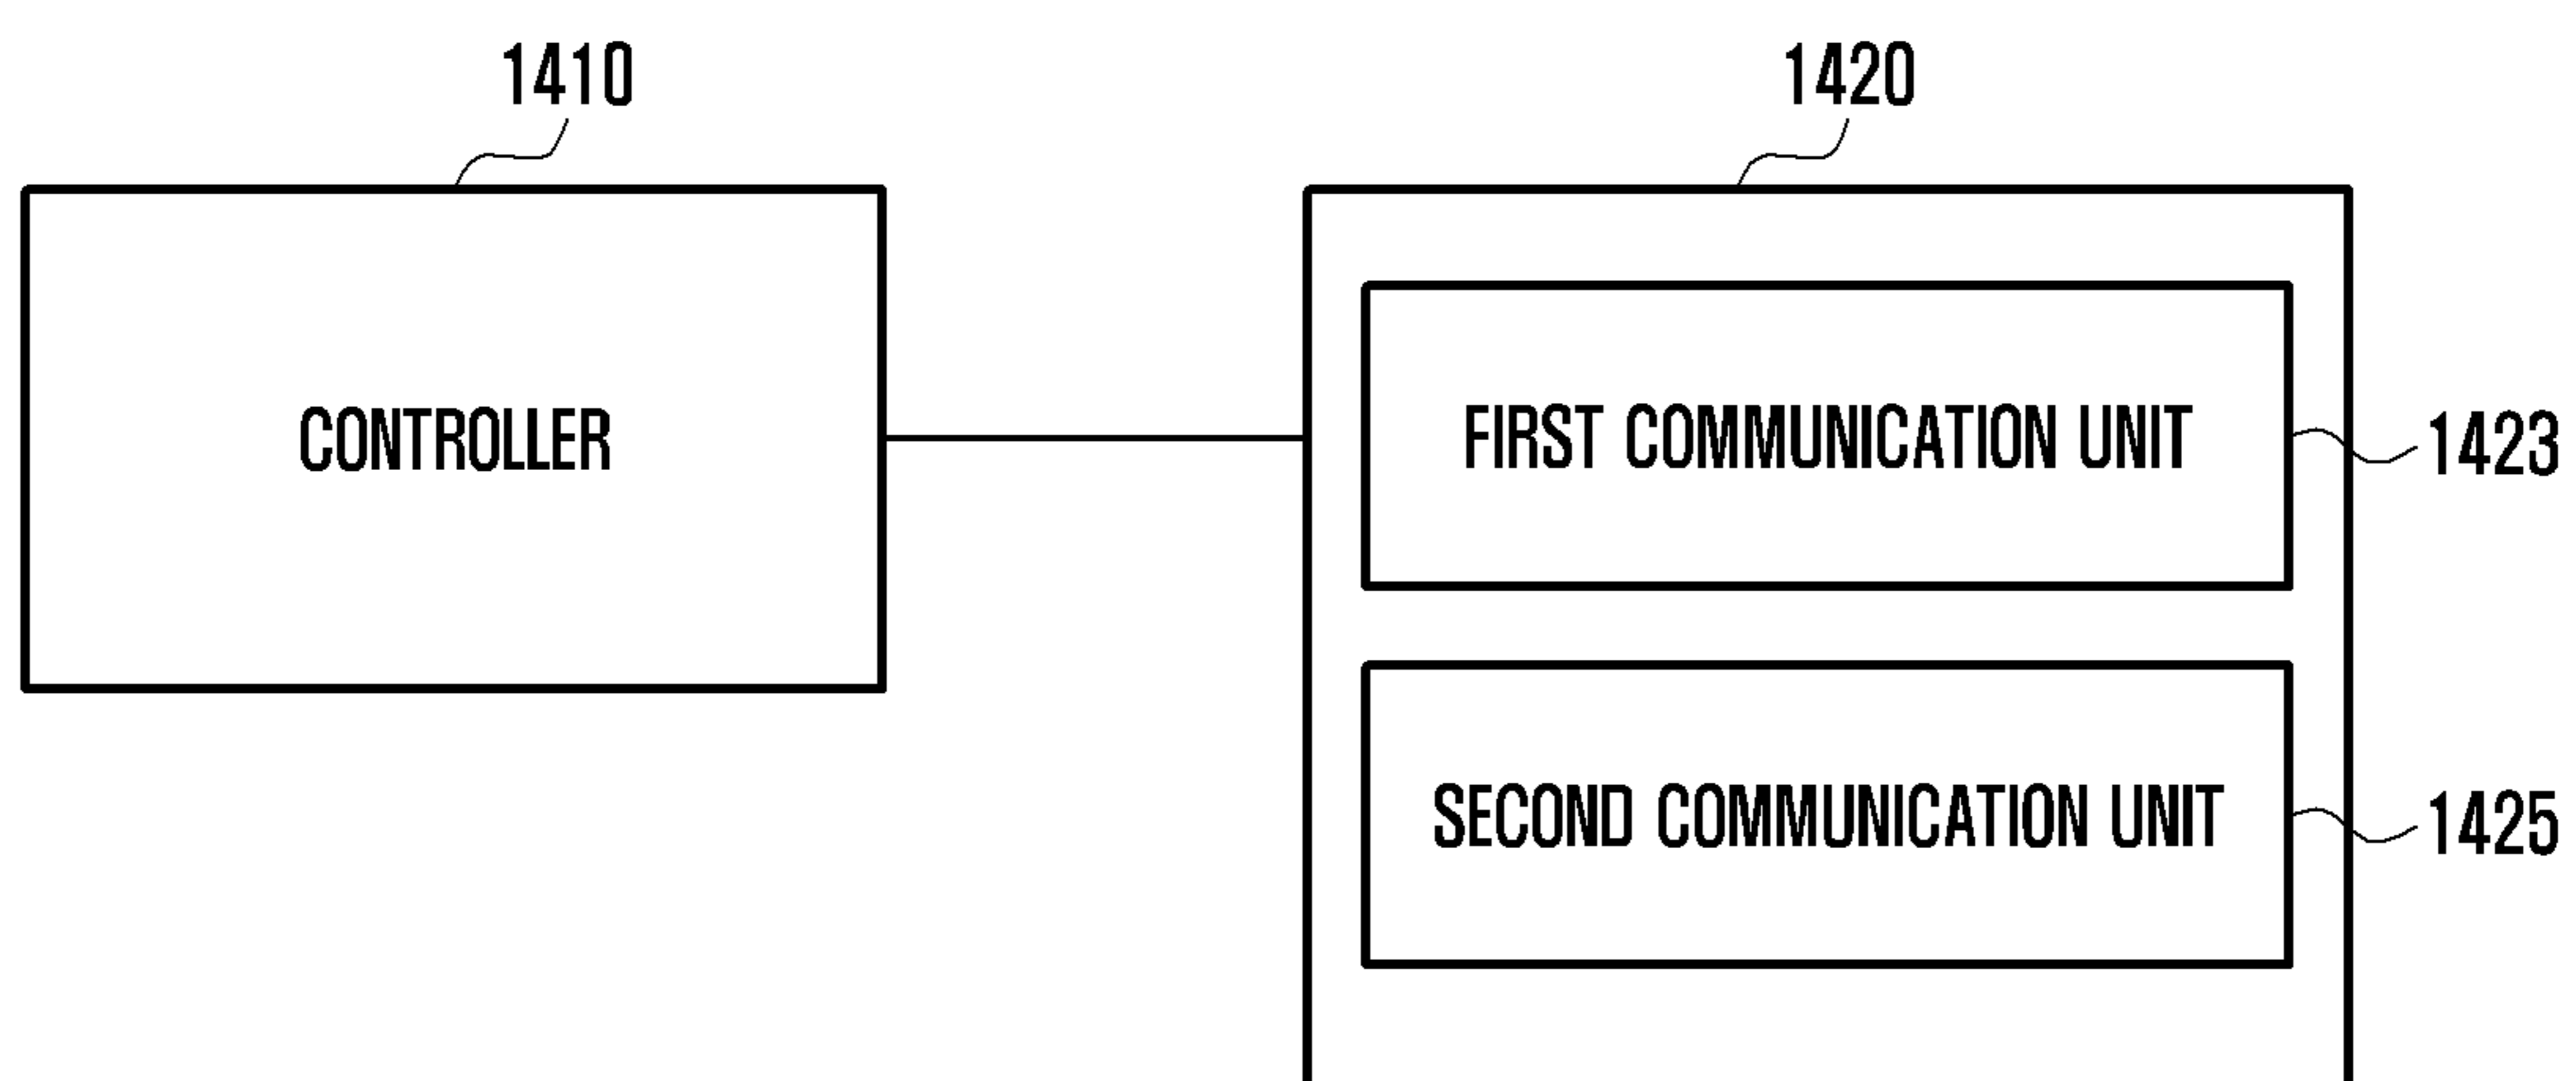 1410
1420
CONTROLLER
FIRST COMMUNICATION UNIT
1423
SECOND COMMUNICATION UNIT
1425